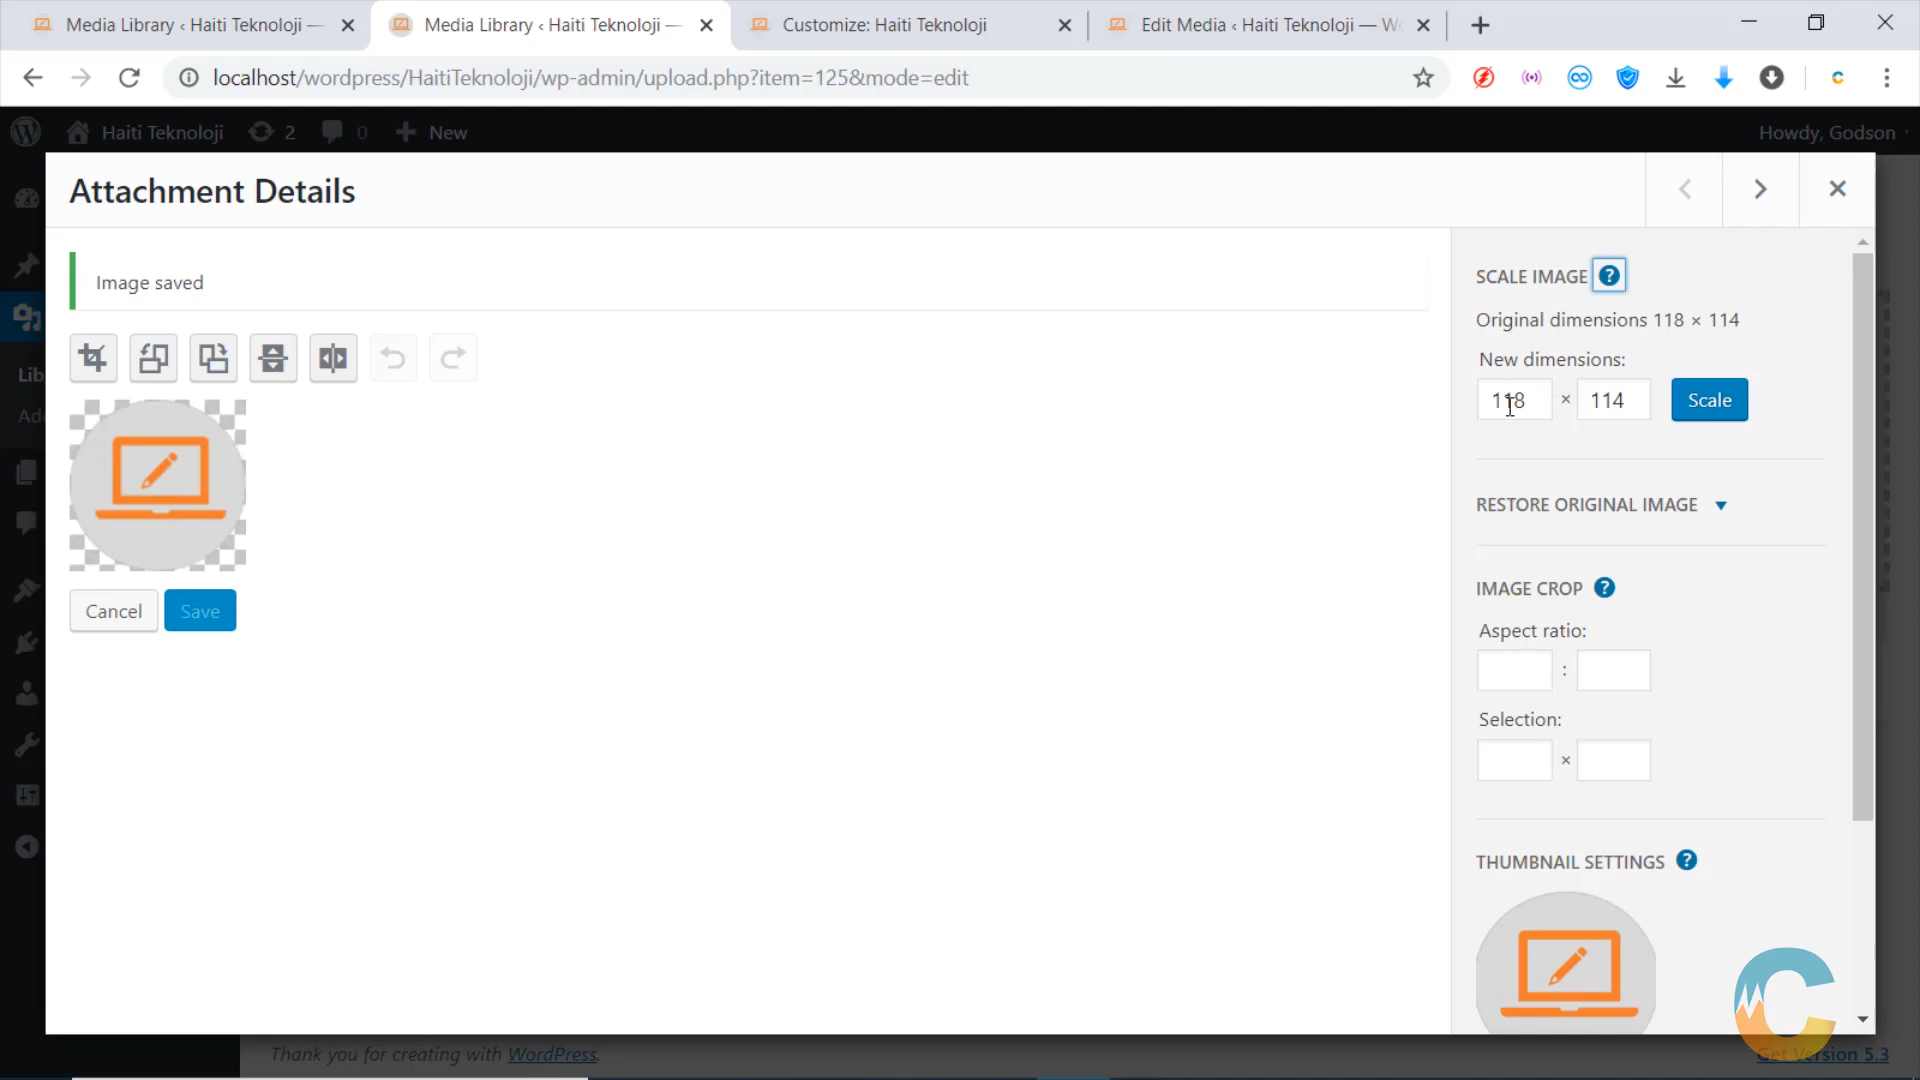 Media Library ‹ Haiti Teknoloji —
Media Library ‹ Haiti Teknoloji —
Customize: Haiti Teknoloji
Edit Media ‹ Haiti Teknoloji — Wo
localhost/wordpress/HaitiTeknoloji/wp-admin/upload.php?item=125&mode=edit
Haiti Teknoloji 2 0 New
Howdy, Godson
Attachment Details
Image saved
SCALE IMAGE ?
Original dimensions 118 × 114
New dimensions:
118 × 114 Scale
Lib
Add
RESTORE ORIGINAL IMAGE
IMAGE CROP ?
Aspect ratio:
:
Cancel Save
Selection:
×
THUMBNAIL SETTINGS ?
Thank you for creating with WordPress.
Get Version 5.3